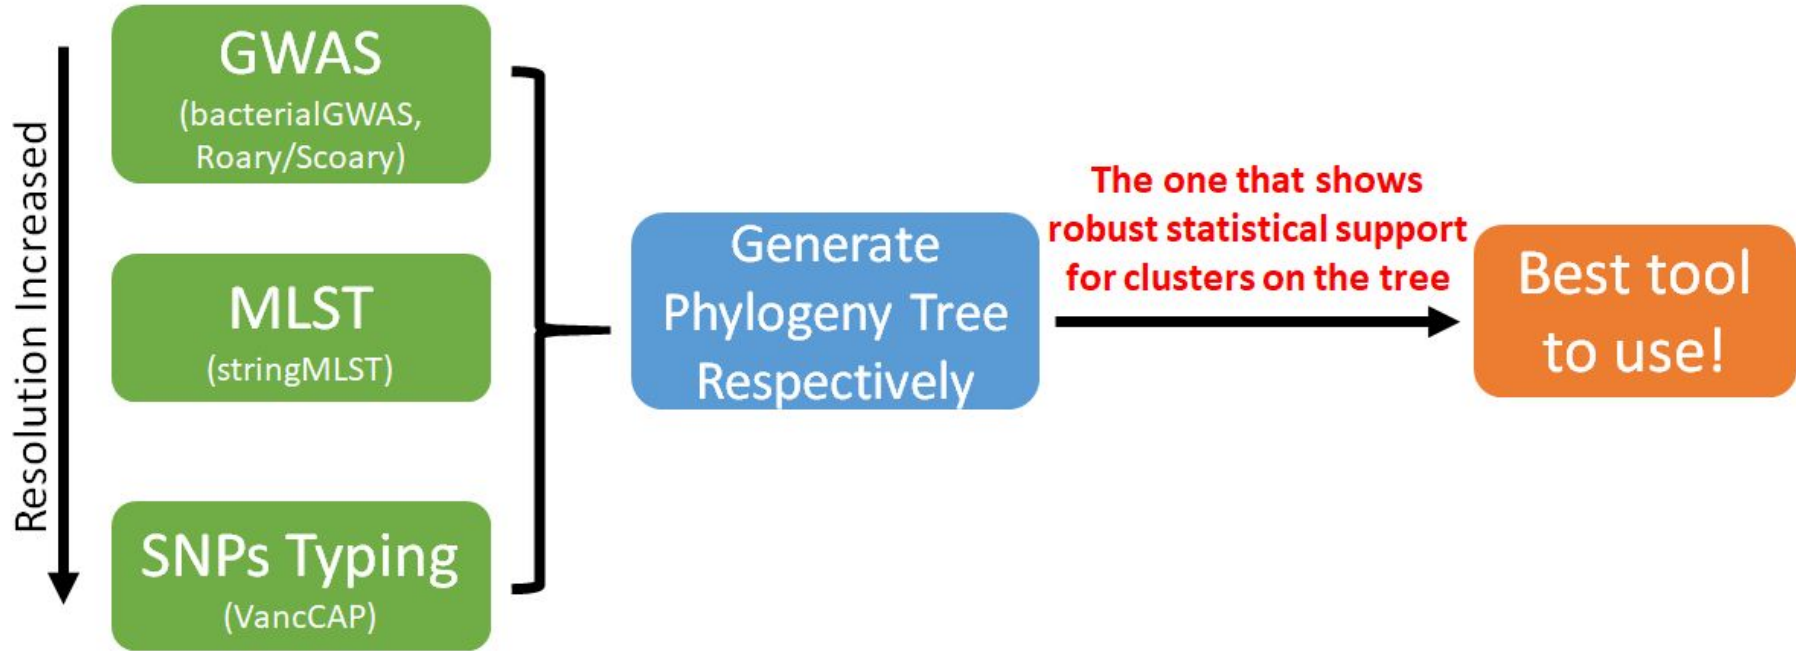 Resolution Increased
GWAS
(bacterialGWAS,
Roary/Scoary)
MLST
(stringMLST)
SNPs Typing
(VancCAP)
Generate
Phylogeny Tree
Respectively
The one that shows
robust statistical support
for clusters on the tree
Best tool
to use!